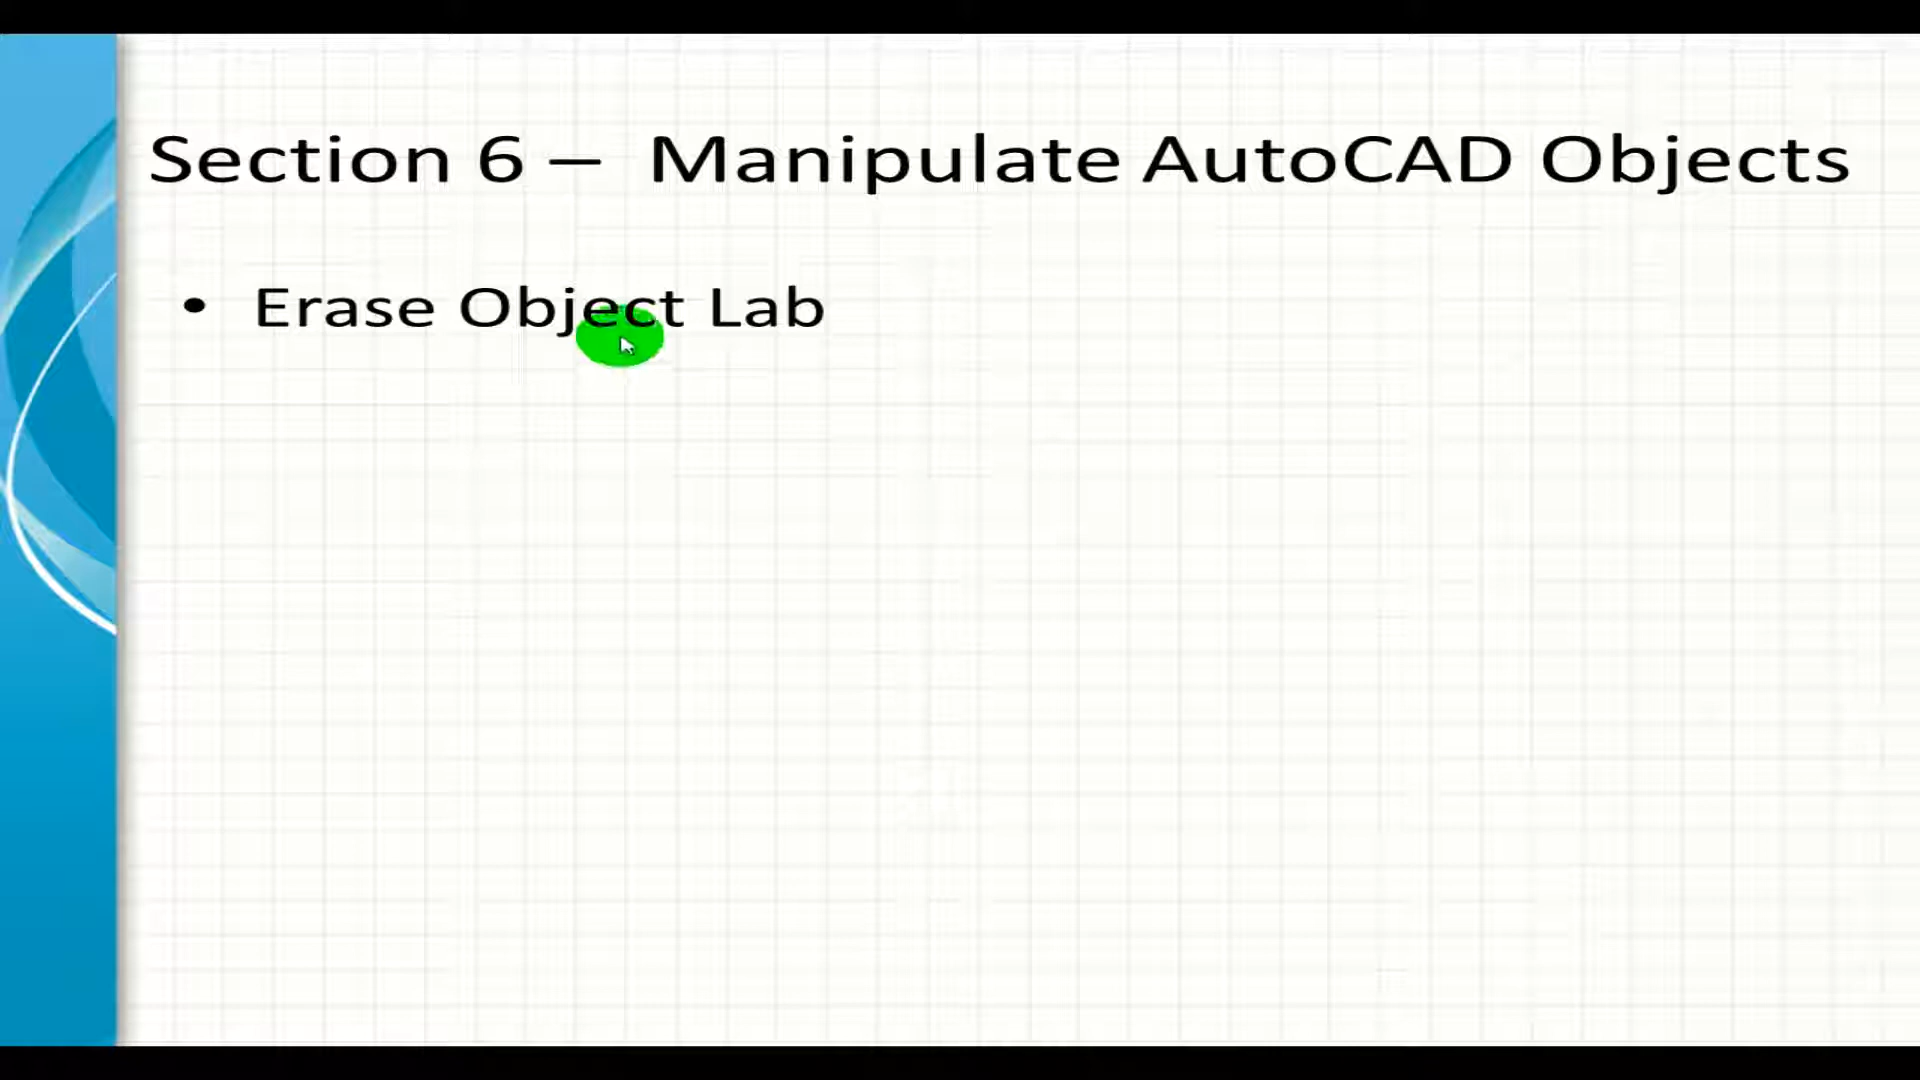 Section 6 – Manipulate AutoCAD Objects
• Erase Object Lab